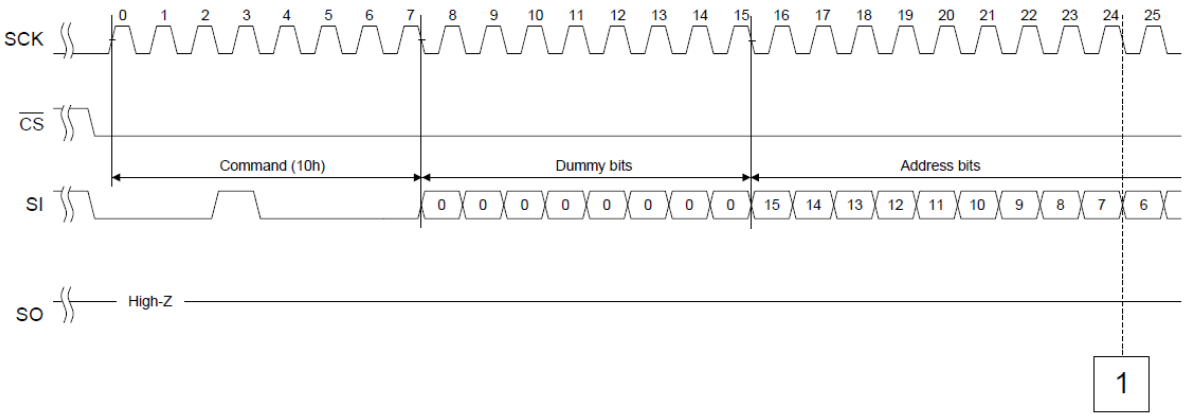 0 1 2 3 4 5 6 7 8 9 10 11 12 13 14 15 16 17 18 19 20 21 22 23 24 25
SCK
CS
Command (10h) Dummy bits Address bits
SI 0 0 0 0 0 0 0 0 15 14 13 12 11 10 9 8 7 6
High-Z
SO
1